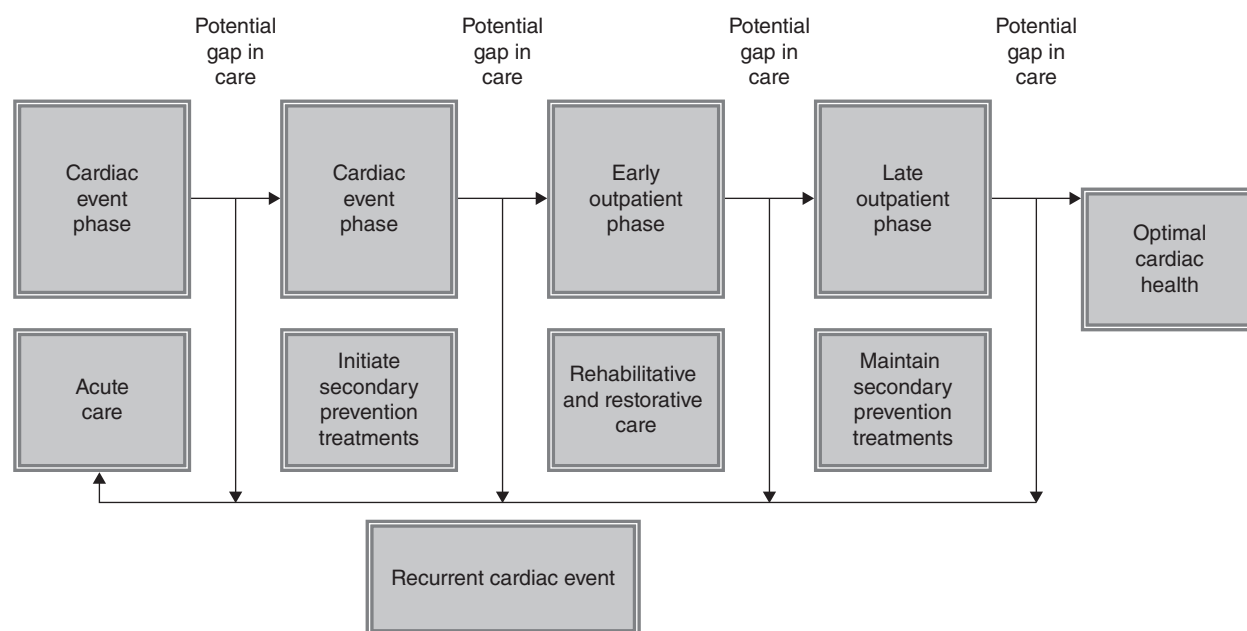 Potential
gap in
care
Potential
gap in
care
Potential
gap in
care
Potential
gap in
care
Cardiac
event
phase
Cardiac
event
phase
Early
outpatient
phase
Late
outpatient
phase
Optimal
cardiac
health
Acute
care
Initiate
secondary
prevention
treatments
Rehabilitative
and restorative
care
Maintain
secondary
prevention
treatments
Recurrent cardiac event